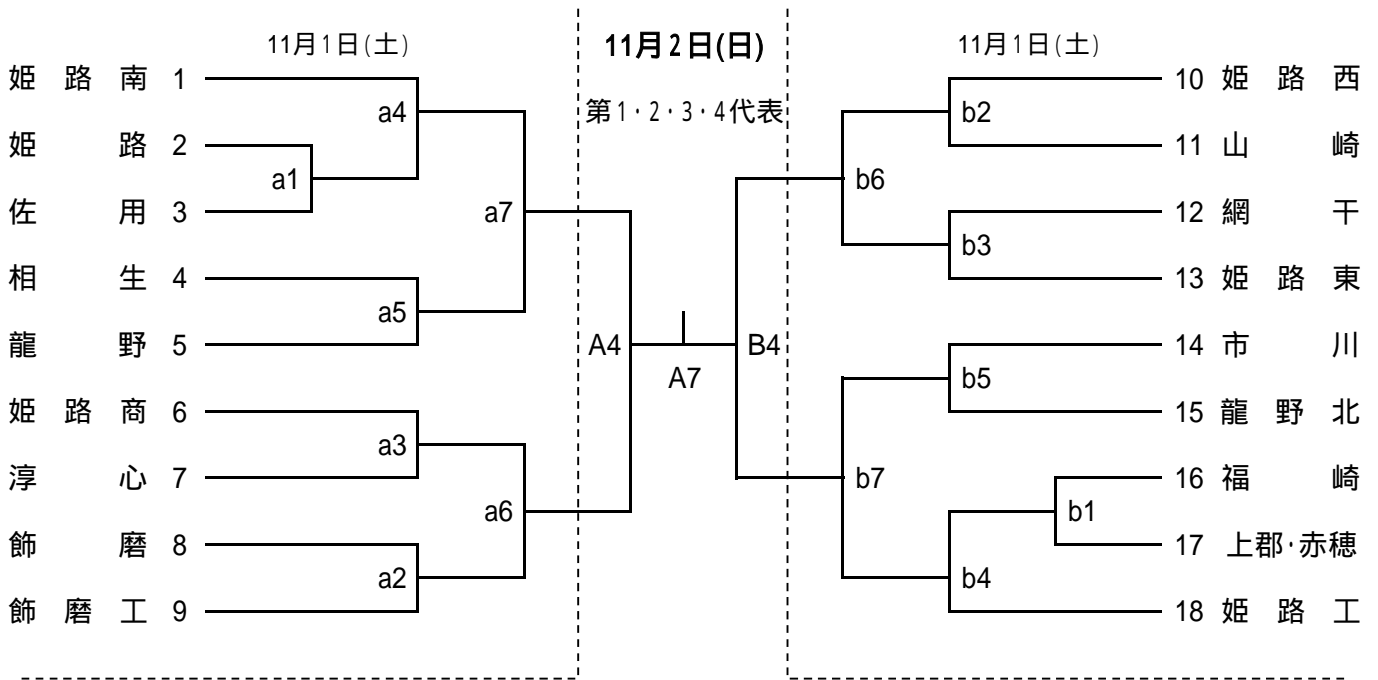 11月1日(土)
11月2日(日)
11月1日(土)
第1・2・3・4代表
姫路南 1
姫路 2
佐用 3
相生 4
龍野 5
姫路商 6
淳心 7
飾磨 8
飾磨工 9
a4
a1
a7
a5
a3
a6
a2
A4
A7
B4
b2
b6
b3
b5
b7
b1
b4
10 姫路西
11 山崎
12 網干
13 姫路東
14 市川
15 龍野北
16 福崎
17 上郡・赤穂
18 姫路工